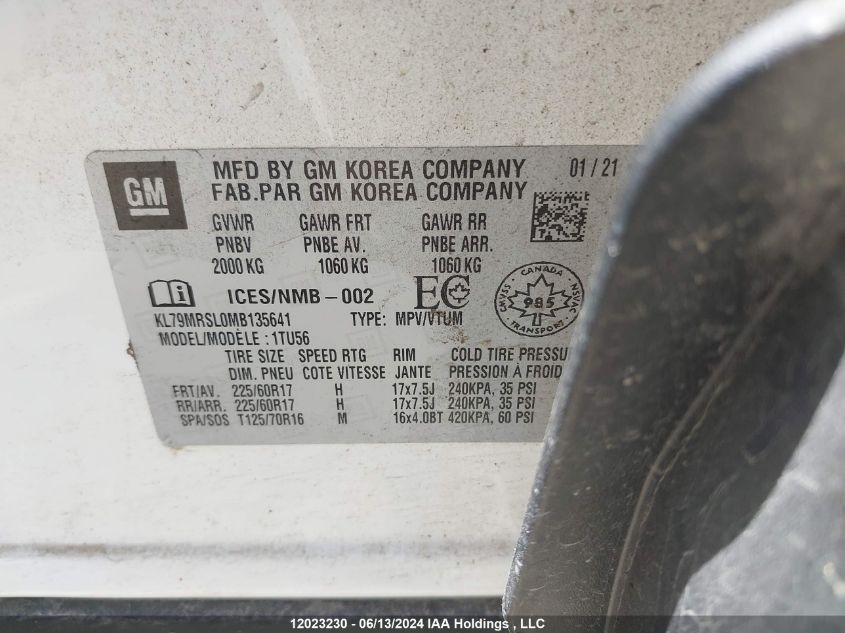 GM
MFD BY GM KOREA COMPANY 01/21
FAB.PAR GM KOREA COMPANY
GVWR GAWR FRT GAWR RR
PNBV PNBE AV. PNBE ARR.
2000 KG 1060 KG 1060 KG
ICES/NMB-002 EC
CANADA
CMVSS 985 NSVAC
TRANSPORT
KL79MRSL0MB135641 TYPE: MPV/VTUM
MODEL/MODÈLE : 1TU56
TIRE SIZE SPEED RTG RIM COLD TIRE PRESSU
DIM. PNEU COTE VITESSE JANTE PRESSION À FROID
FRT/AV. 225/60R17 H 17x7.5J 240KPA, 35 PSI
RR/ARR. 225/60R17 H 17x7.5J 240KPA, 35 PSI
SPA/SOS T125/70R16 M 16x4.0BT 420KPA, 60 PSI
12023230 - 06/13/2024 IAA Holdings , LLC